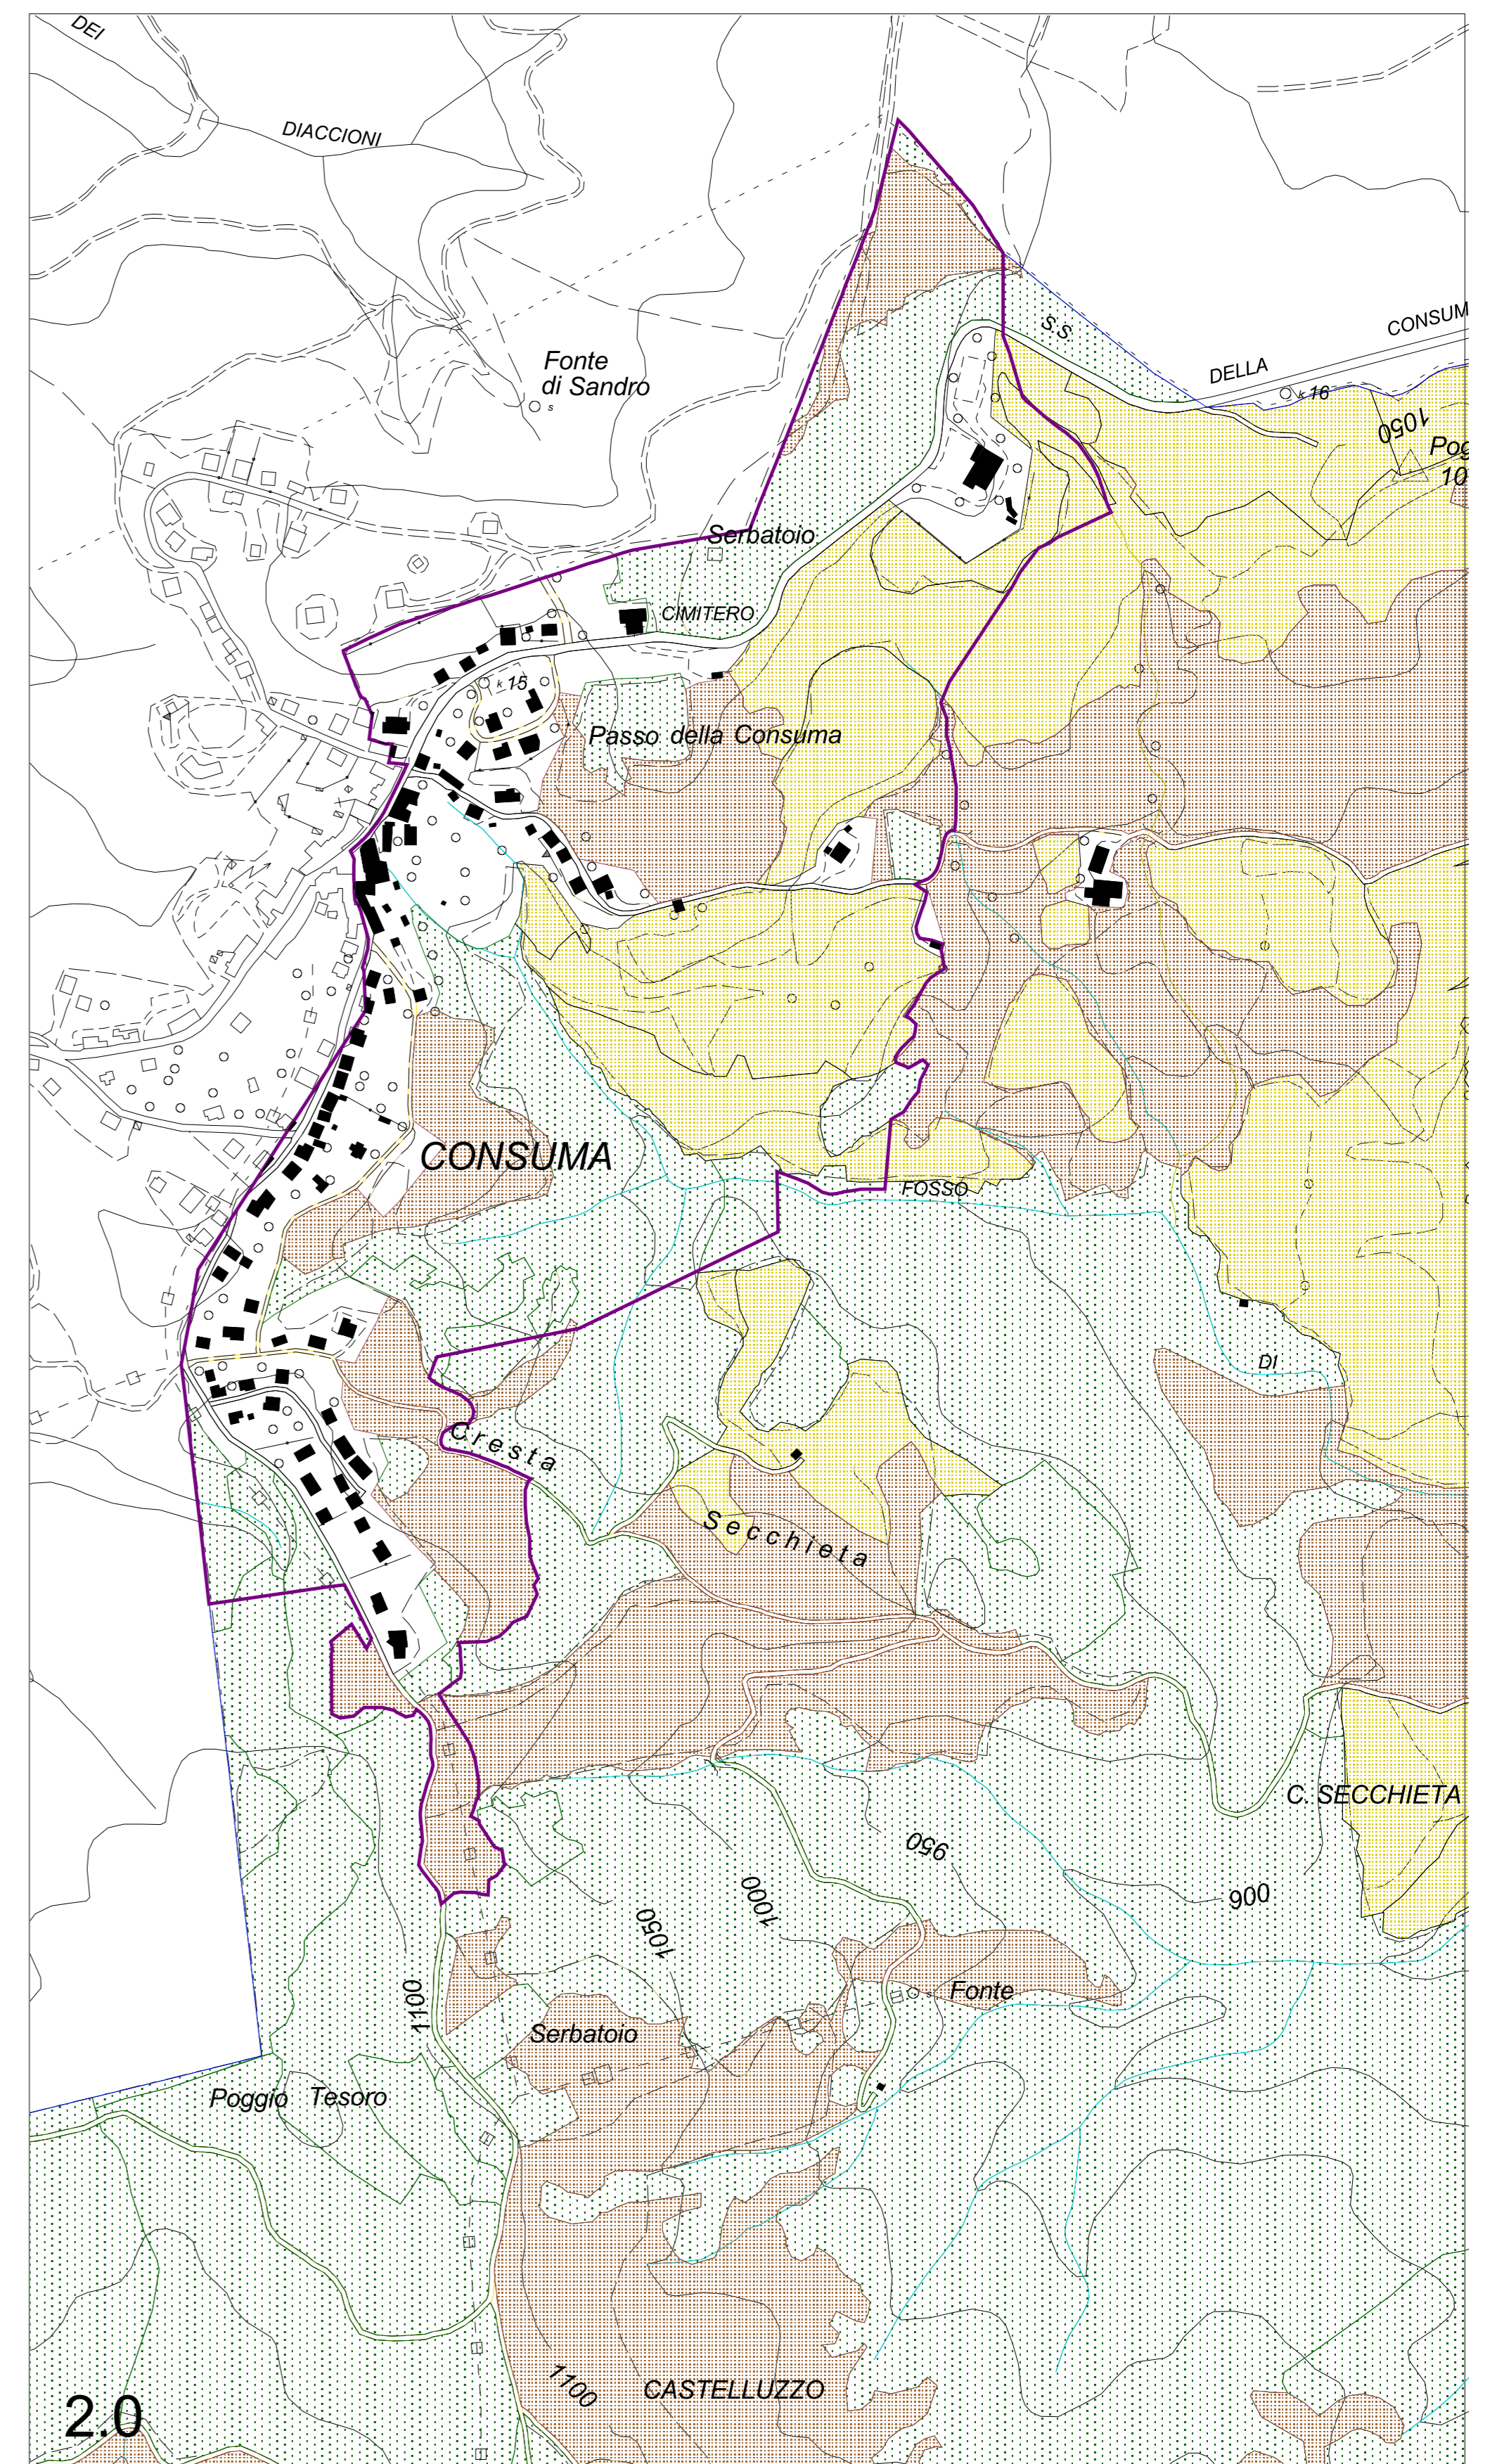 DEI
DIACCIONI
CONSUM
S.S.
DELLA
k 16
1050
Fonte
di Sandro
s
Pog
10
Serbatoio
CIMITERO
k 15
Passo della Consuma
CONSUMA
FOSSO
DI
Cresta
Secchieta
C. SECCHIETA
950
1000
900
1050
1100
Fonte
s
Serbatoio
Poggio Tesoro
1100
CASTELLUZZO
2.0